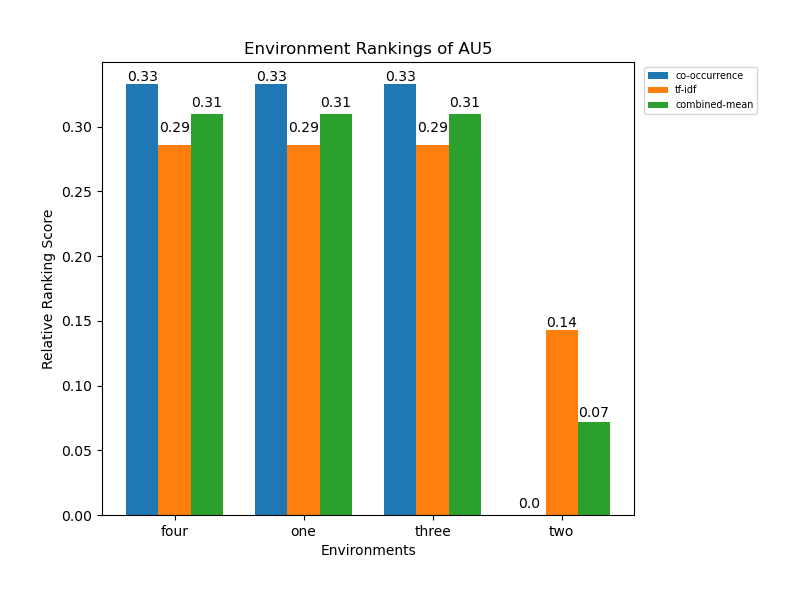 Environment Rankings of AU5
co-occurrence
tf-idf
combined-mean
0.33
0.29
0.31
0.33
0.29
0.31
0.33
0.29
0.31
0.0
0.14
0.07
0.30
0.25
0.20
0.15
0.10
0.05
0.00
Relative Ranking Score
four
one
three
two
Environments